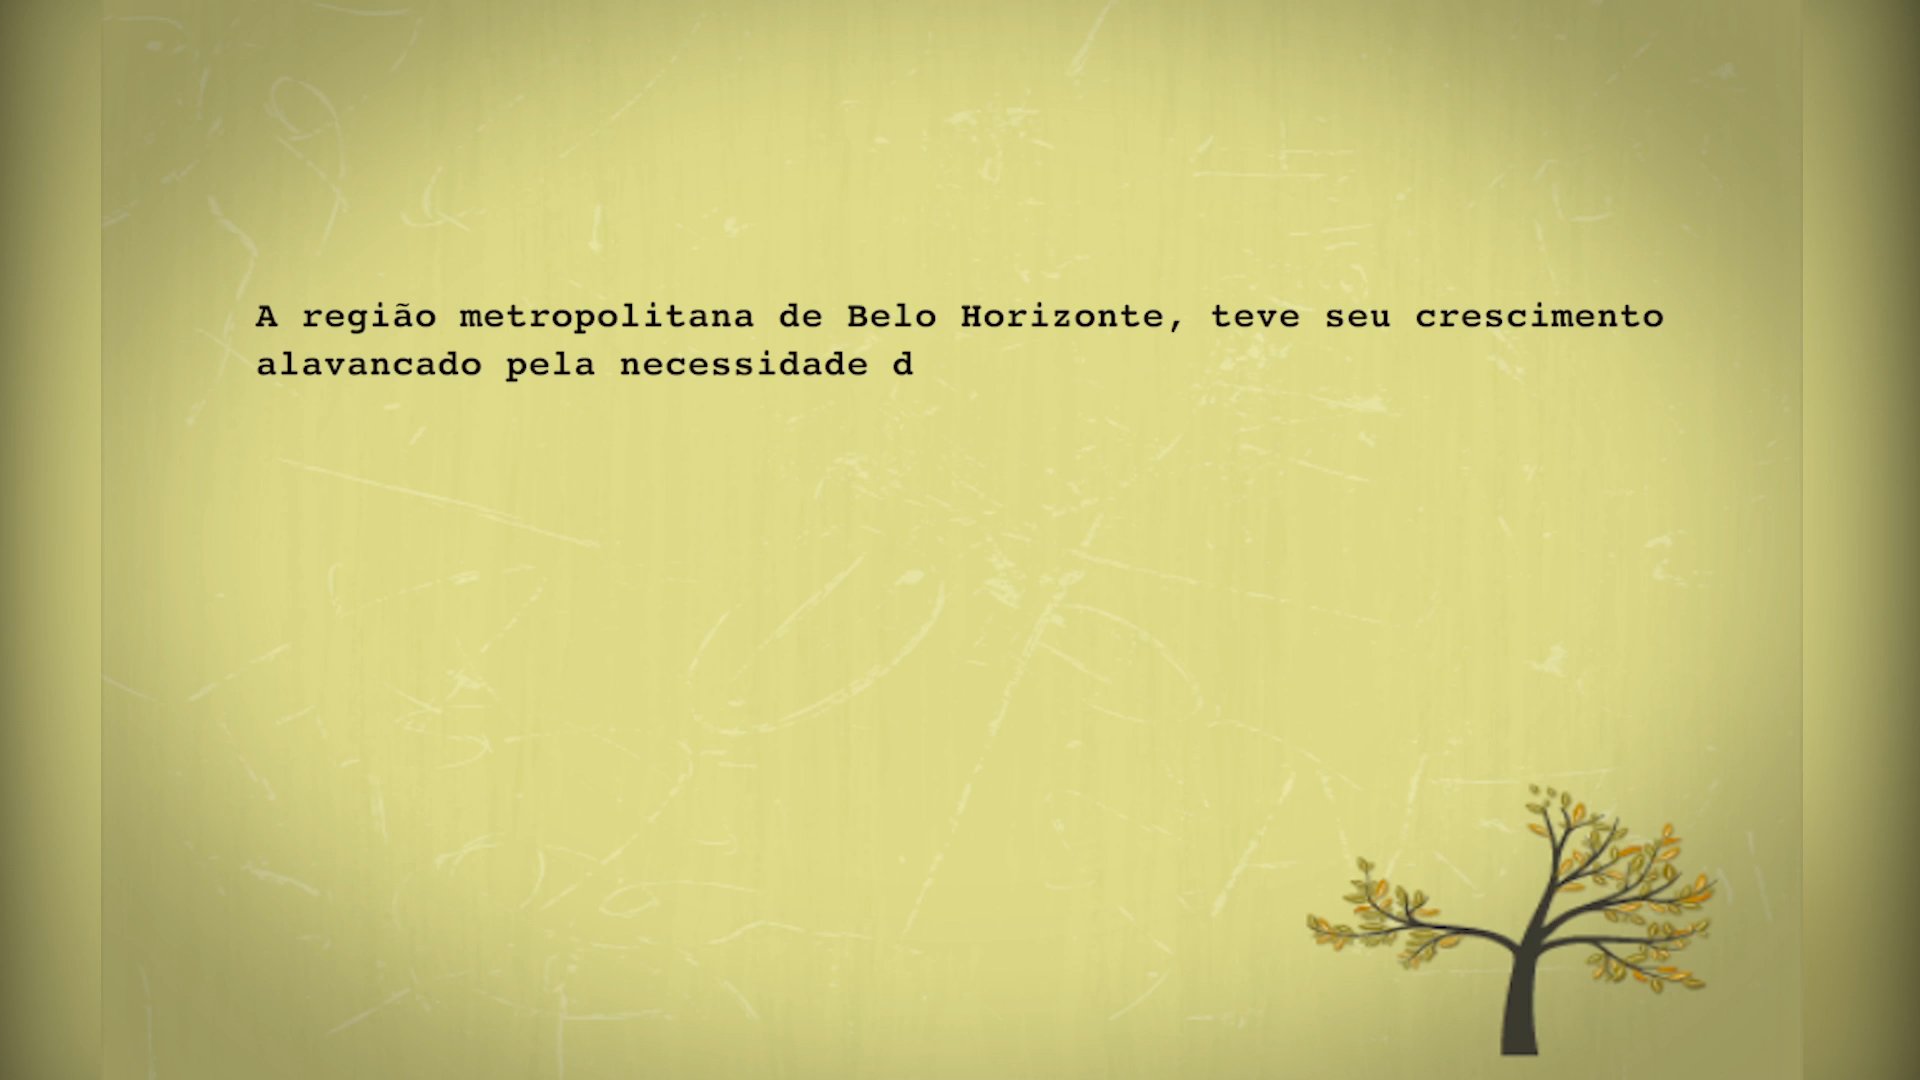 A região metropolitana de Belo Horizonte, teve seu crescimento
alavancado pela necessidade d